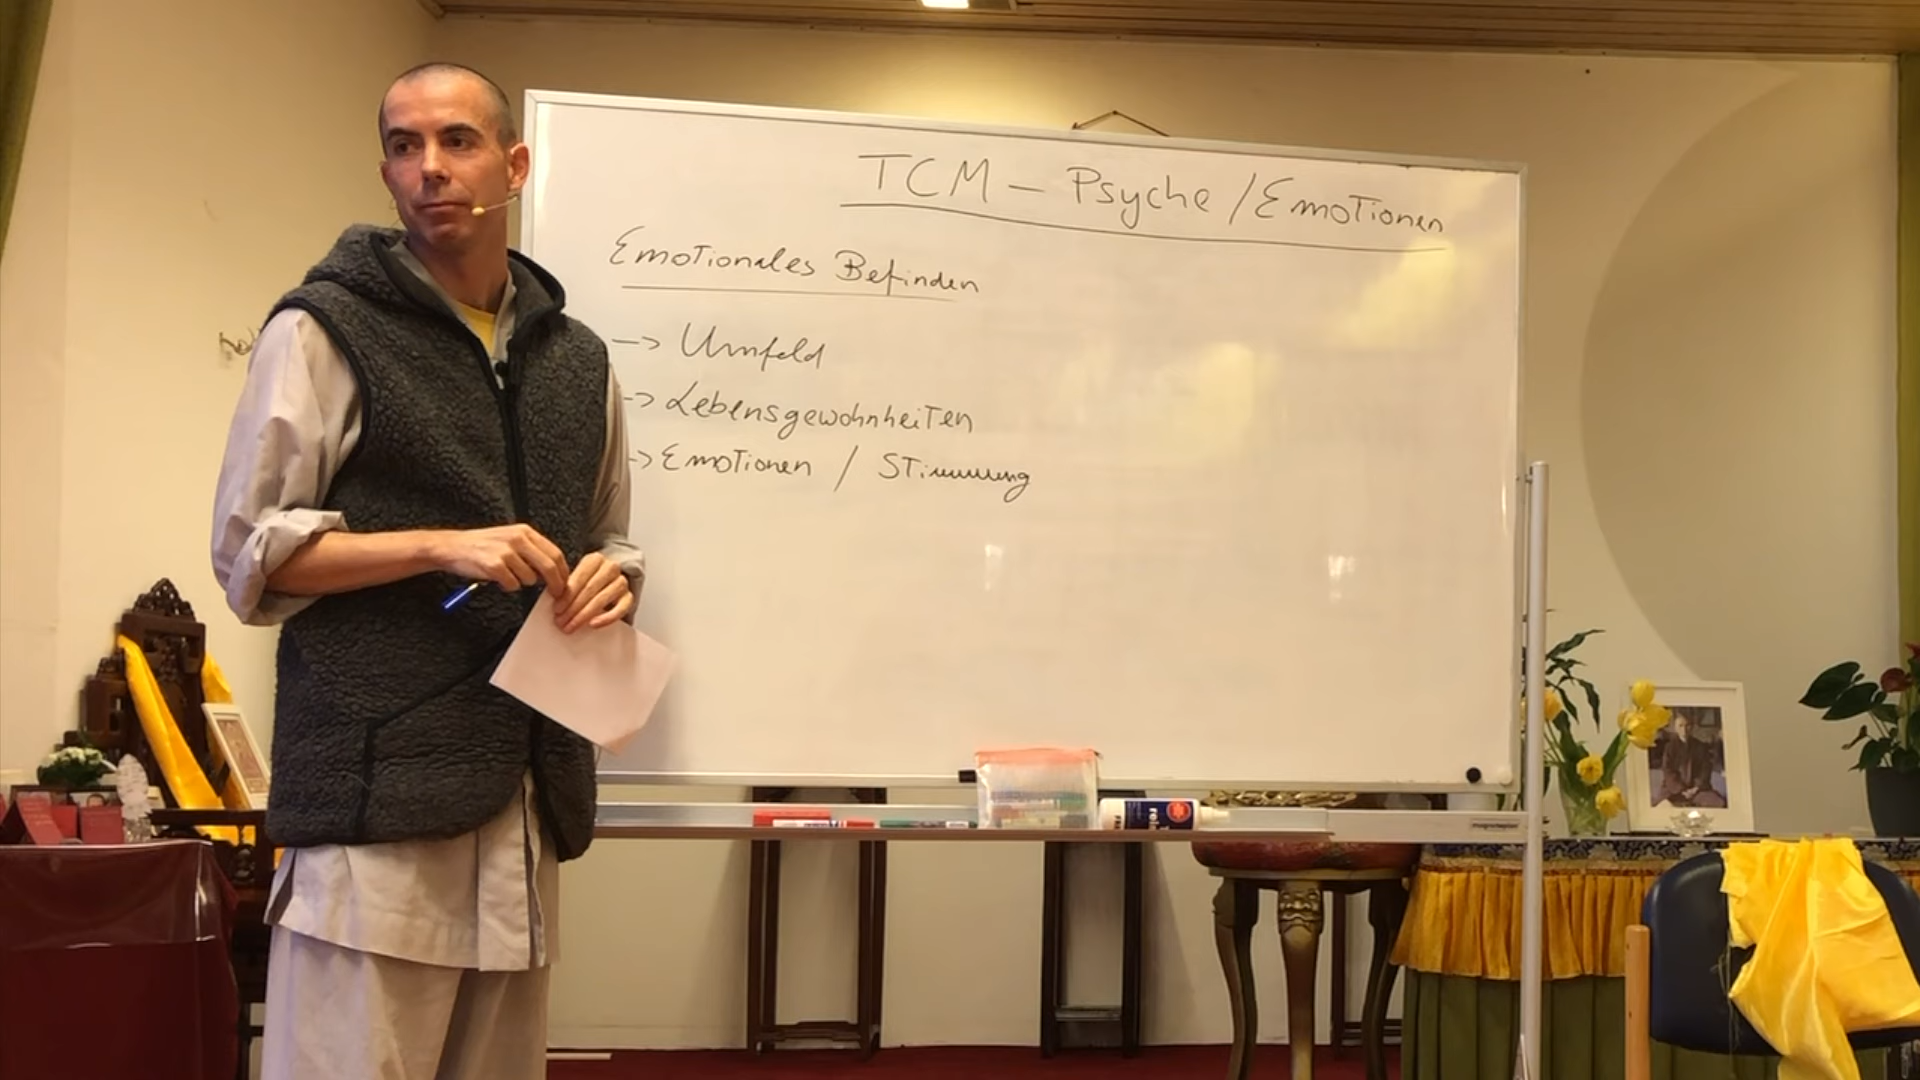 TCM – Psyche / Emotionen
Emotionales Befinden
–> Umfeld
–> Lebensgewohnheiten
–> Emotionen / Stimmung